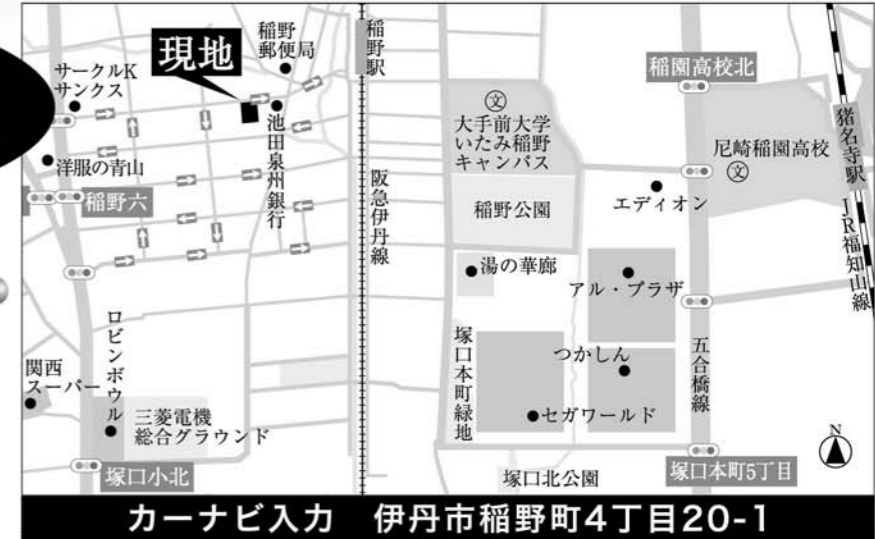 稲野
郵便局
稲野駅
現地
サークルK
サンクス
池田泉州銀行
洋服の青山
稲野六
阪急伊丹線
大手前大学
いたみ稲野
キャンパス
文
稲野公園
稲園高校北
尼崎稲園高校
文
エディオン
猪名寺駅
JR福知山線
湯の華廊
アル・プラザ
つかしん
セガワールド
塚口本町緑地
五合橋線
ロビンボウル
関西
スーパー
三菱電機
総合グラウンド
塚口小北
塚口北公園
塚口本町5丁目
N
カーナビ入力 伊丹市稲野町4丁目20-1